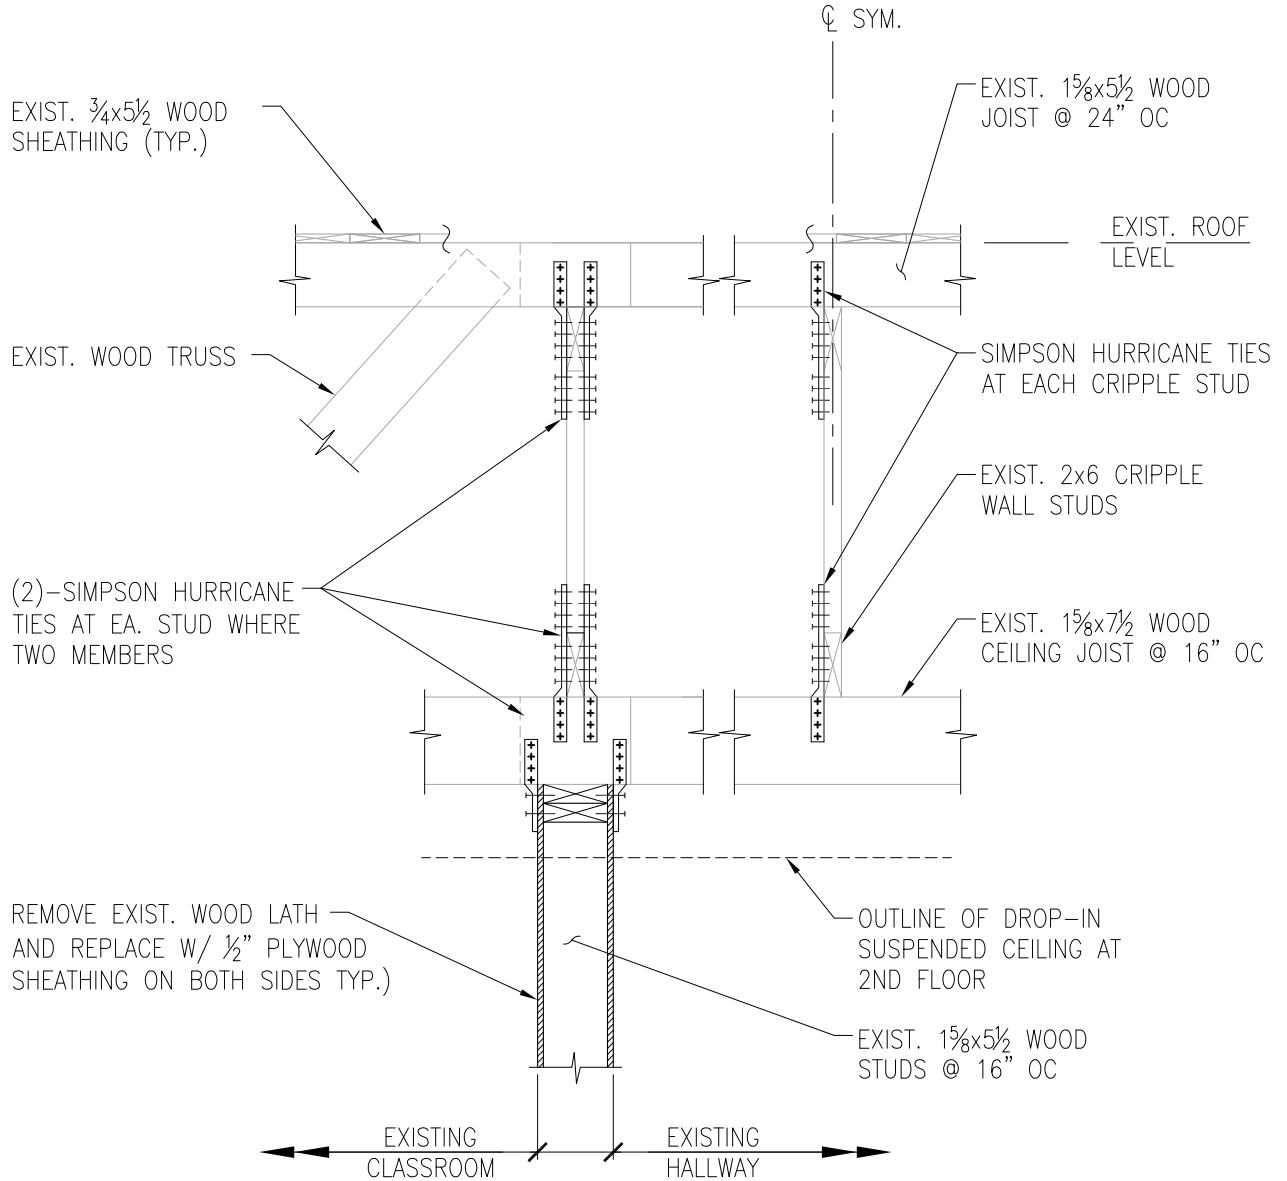 ℄ SYM.
EXIST. ¾x5½ WOOD
SHEATHING (TYP.)
EXIST. 1⅝x5½ WOOD
JOIST @ 24" OC
EXIST. ROOF
LEVEL
EXIST. WOOD TRUSS
SIMPSON HURRICANE TIES
AT EACH CRIPPLE STUD
EXIST. 2x6 CRIPPLE
WALL STUDS
(2)-SIMPSON HURRICANE
TIES AT EA. STUD WHERE
TWO MEMBERS
EXIST. 1⅝x7½ WOOD
CEILING JOIST @ 16" OC
REMOVE EXIST. WOOD LATH
AND REPLACE W/ ½" PLYWOOD
SHEATHING ON BOTH SIDES TYP.)
OUTLINE OF DROP-IN
SUSPENDED CEILING AT
2ND FLOOR
EXIST. 1⅝x5½ WOOD
STUDS @ 16" OC
EXISTING
CLASSROOM
EXISTING
HALLWAY